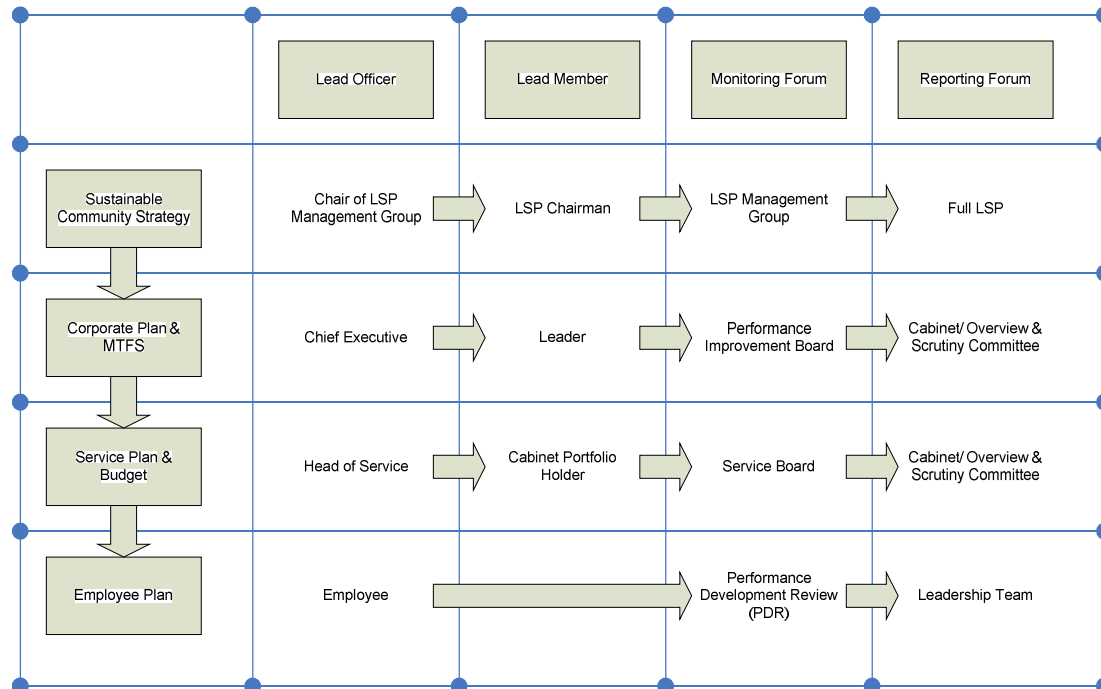 Lead Officer
Lead Member
Monitoring Forum
Reporting Forum
Sustainable
Community Strategy
Chair of LSP
Management Group
LSP Chairman
LSP Management
Group
Full LSP
Corporate Plan &
MTFS
Chief Executive
Leader
Performance
Improvement Board
Cabinet/ Overview &
Scrutiny Committee
Service Plan &
Budget
Head of Service
Cabinet Portfolio
Holder
Service Board
Cabinet/ Overview &
Scrutiny Committee
Employee Plan
Employee
Performance
Development Review
(PDR)
Leadership Team